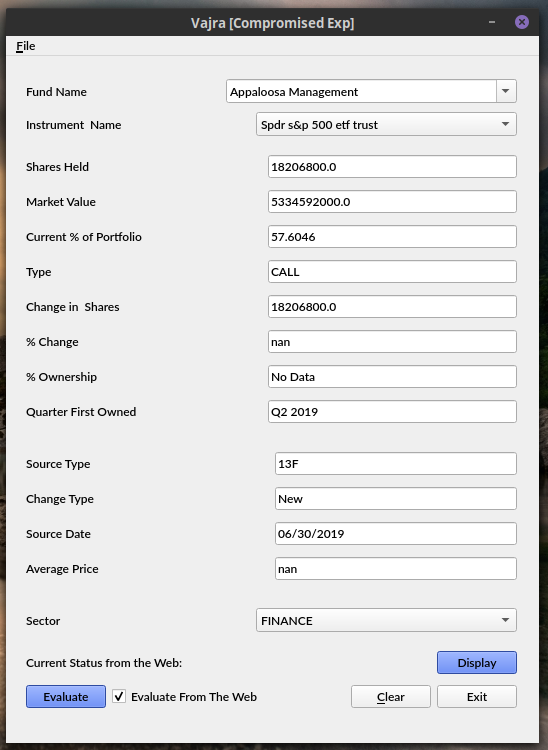 Vajra [Compromised Exp]
File
Fund Name Appaloosa Management
Instrument Name Spdr s&p 500 etf trust
Shares Held 18206800.0
Market Value 5334592000.0
Current % of Portfolio 57.6046
Type CALL
Change in Shares 18206800.0
% Change nan
% Ownership No Data
Quarter First Owned Q2 2019
Source Type 13F
Change Type New
Source Date 06/30/2019
Average Price nan
Sector FINANCE
Current Status from the Web: Display
Evaluate Evaluate From The Web Clear Exit